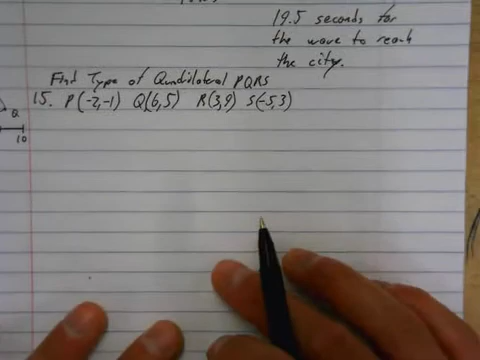 19.5 seconds for
the wave to reach
the city.
Find Type of Quadrilateral PQRS
15. P(-2,-1) Q(6,5) R(3,9) S(-5,3)
Q
10